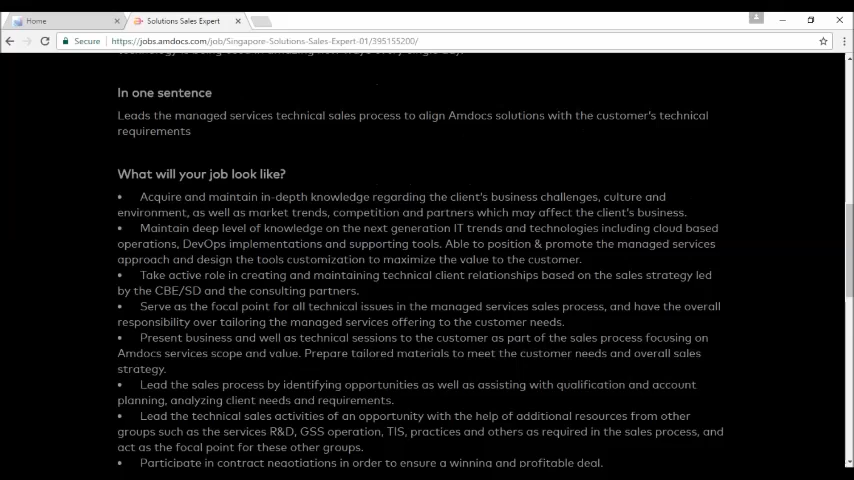 Home
Solutions Sales Expert
Secure
https://jobs.amdocs.com/job/Singapore-Solutions-Sales-Expert-01/395155200/
In one sentence
Leads the managed services technical sales process to align Amdocs solutions with the customer's technical
requirements
What will your job look like?
• Acquire and maintain in-depth knowledge regarding the client's business challenges, culture and
environment, as well as market trends, competition and partners which may affect the client's business.
• Maintain deep level of knowledge on the next generation IT trends and technologies including cloud based
operations, DevOps implementations and supporting tools. Able to position & promote the managed services
approach and design the tools customization to maximize the value to the customer.
• Take active role in creating and maintaining technical client relationships based on the sales strategy led
by the CBE/SD and the consulting partners.
• Serve as the focal point for all technical issues in the managed services sales process, and have the overall
responsibility over tailoring the managed services offering to the customer needs.
• Present business and well as technical sessions to the customer as part of the sales process focusing on
Amdocs services scope and value. Prepare tailored materials to meet the customer needs and overall sales
strategy.
• Lead the sales process by identifying opportunities as well as assisting with qualification and account
planning, analyzing client needs and requirements.
• Lead the technical sales activities of an opportunity with the help of additional resources from other
groups such as the services R&D, GSS operation, TIS, practices and others as required in the sales process, and
act as the focal point for these other groups.
• Participate in contract negotiations in order to ensure a winning and profitable deal.